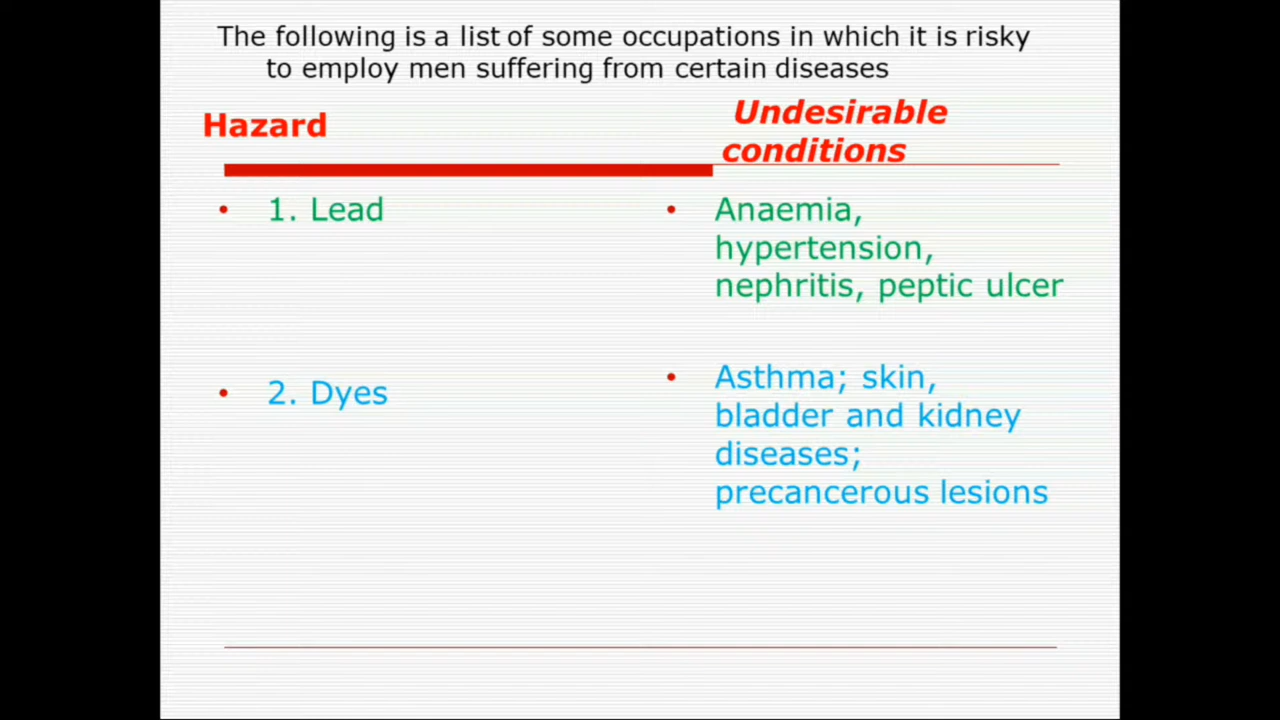 The following is a list of some occupations in which it is risky
to employ men suffering from certain diseases
Hazard
Undesirable
conditions
• 1. Lead
• Anaemia,
hypertension,
nephritis, peptic ulcer
• 2. Dyes
• Asthma; skin,
bladder and kidney
diseases;
precancerous lesions